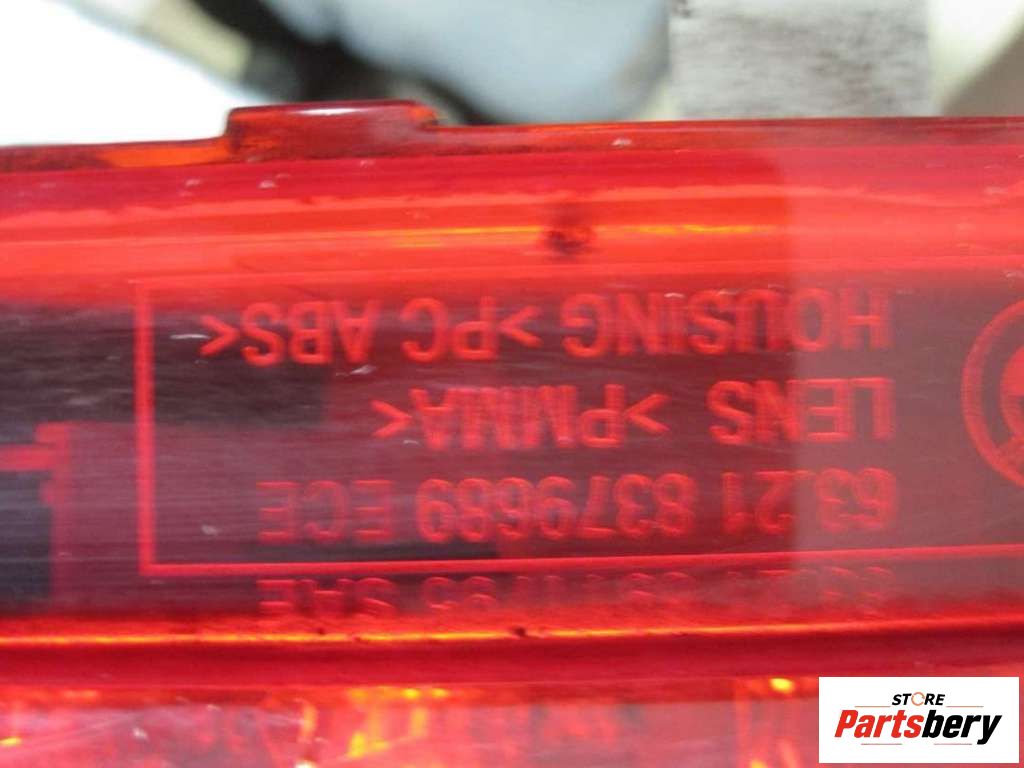 SAE
63.21 8379689 ECE
LENS >PMMA<
HOUSING >PC ABS<
STORE
Partsbery